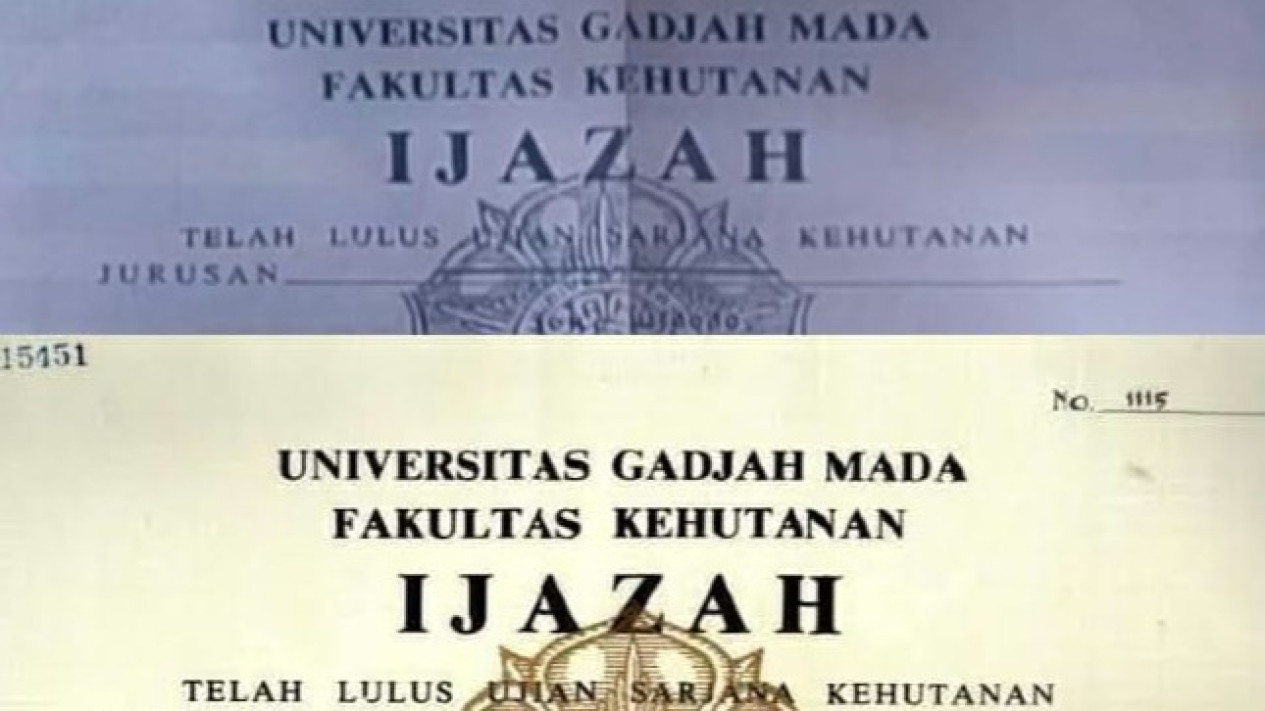 UNIVERSITAS GADJAH MADA
FAKULTAS KEHUTANAN
IJAZAH
TELAH LULUS UJIAN SARJANA KEHUTANAN
JURUSAN
15451
No. 1115
UNIVERSITAS GADJAH MADA
FAKULTAS KEHUTANAN
IJAZAH
TELAH LULUS UJIAN SARJANA KEHUTANAN